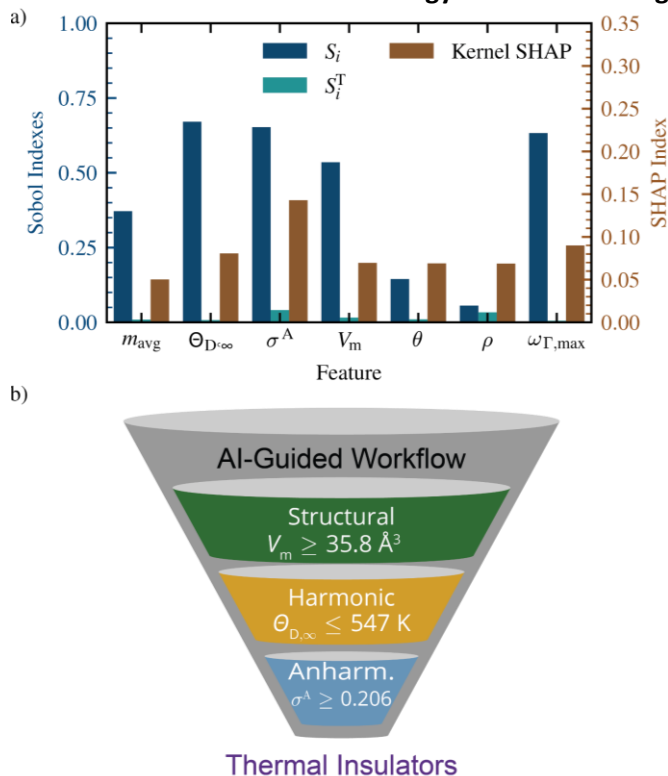 a)
1.00
0.75
0.50
0.25
0.00
Sobol Indexes
S_i
S_i^T
Kernel SHAP
0.35
0.30
0.25
0.20
0.15
0.10
0.05
0.00
SHAP Index
m_avg Θ_D,∞ σ^A V_m θ ρ ω_Γ,max
Feature
b)
AI-Guided Workflow
Structural
V_m ≥ 35.8 Å³
Harmonic
Θ_D,∞ ≤ 547 K
Anharm.
σ^A ≥ 0.206
Thermal Insulators